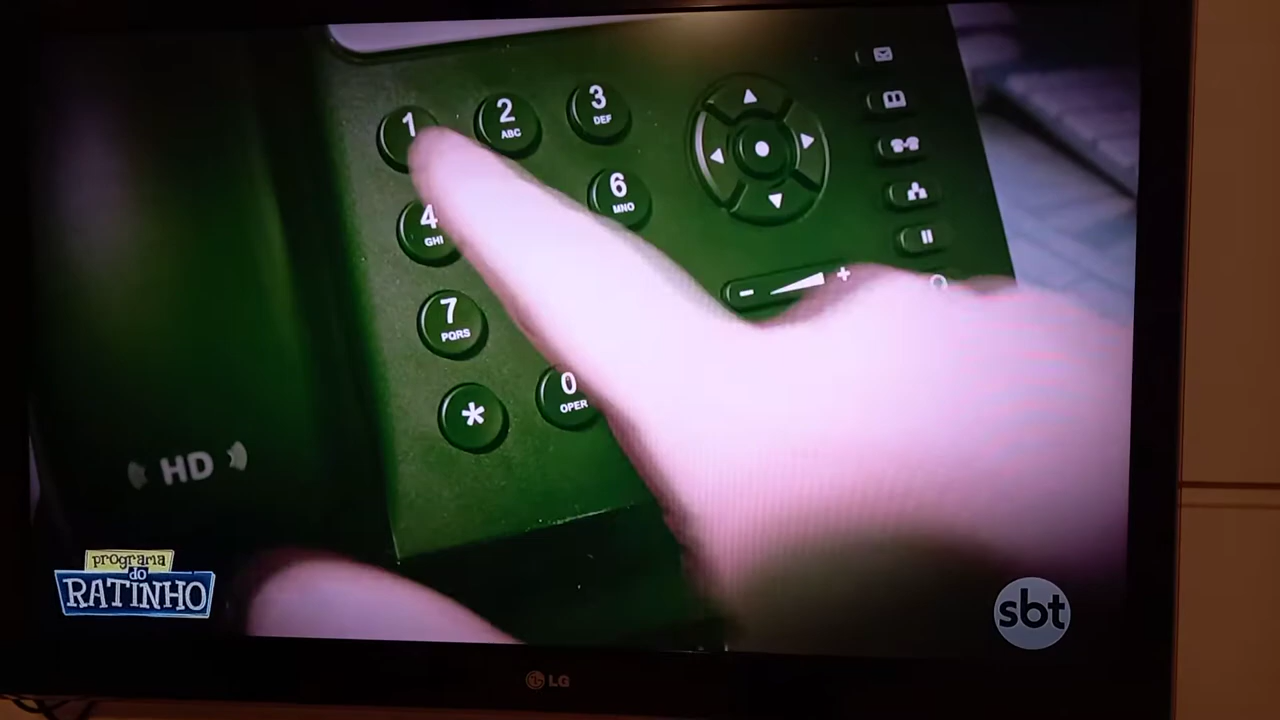 1
2
ABC
3
DEF
4
GHI
6
MNO
7
PQRS
*
0
OPER
- +
HD
programa
do
RATINHO
sbt
LG